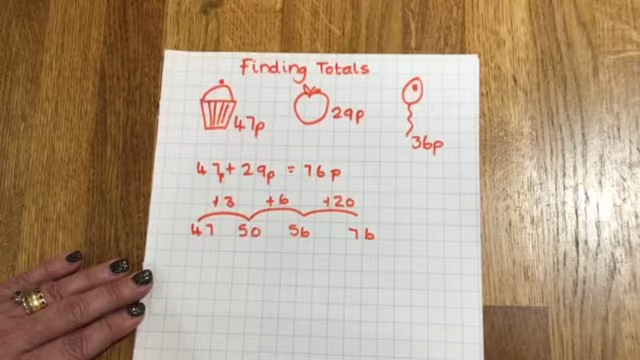 Finding Totals
47p 29p 36p
47p + 29p = 76p
+3 +6 +20
47 50 56 76